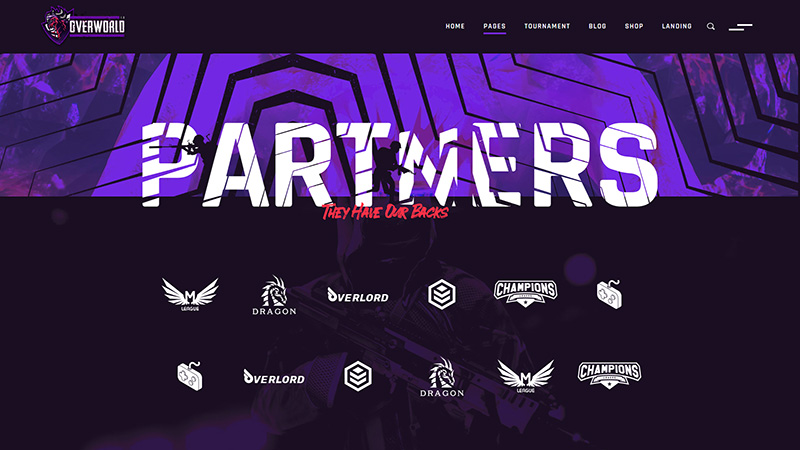 OVERWORLD
HOME PAGES TOURNAMENT BLOG SHOP LANDING
PARTNERS
They Have Our Backs
M
LEAGUE
DRAGON
OVERLORD
CHAMPIONS
OVERLORD
DRAGON
M
LEAGUE
CHAMPIONS